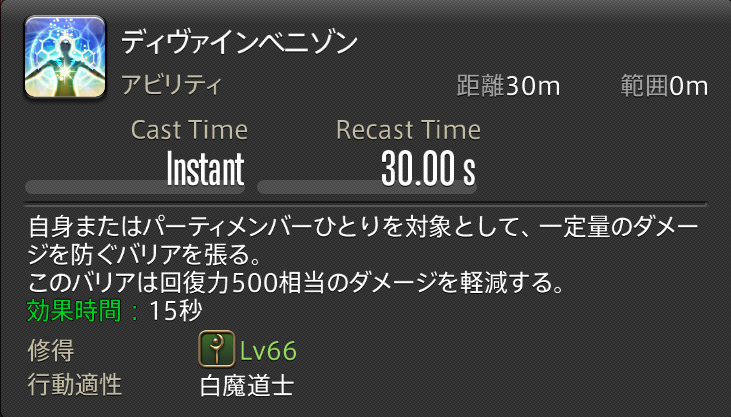 ディヴァインベニゾン
アビリティ 距離30m 範囲0m
Cast Time Recast Time
Instant 30.00 s
自身またはパーティメンバーひとりを対象として、一定量のダメー
ジを防ぐバリアを張る。
このバリアは回復力500相当のダメージを軽減する。
効果時間：15秒
修得 Lv66
行動適性 白魔道士